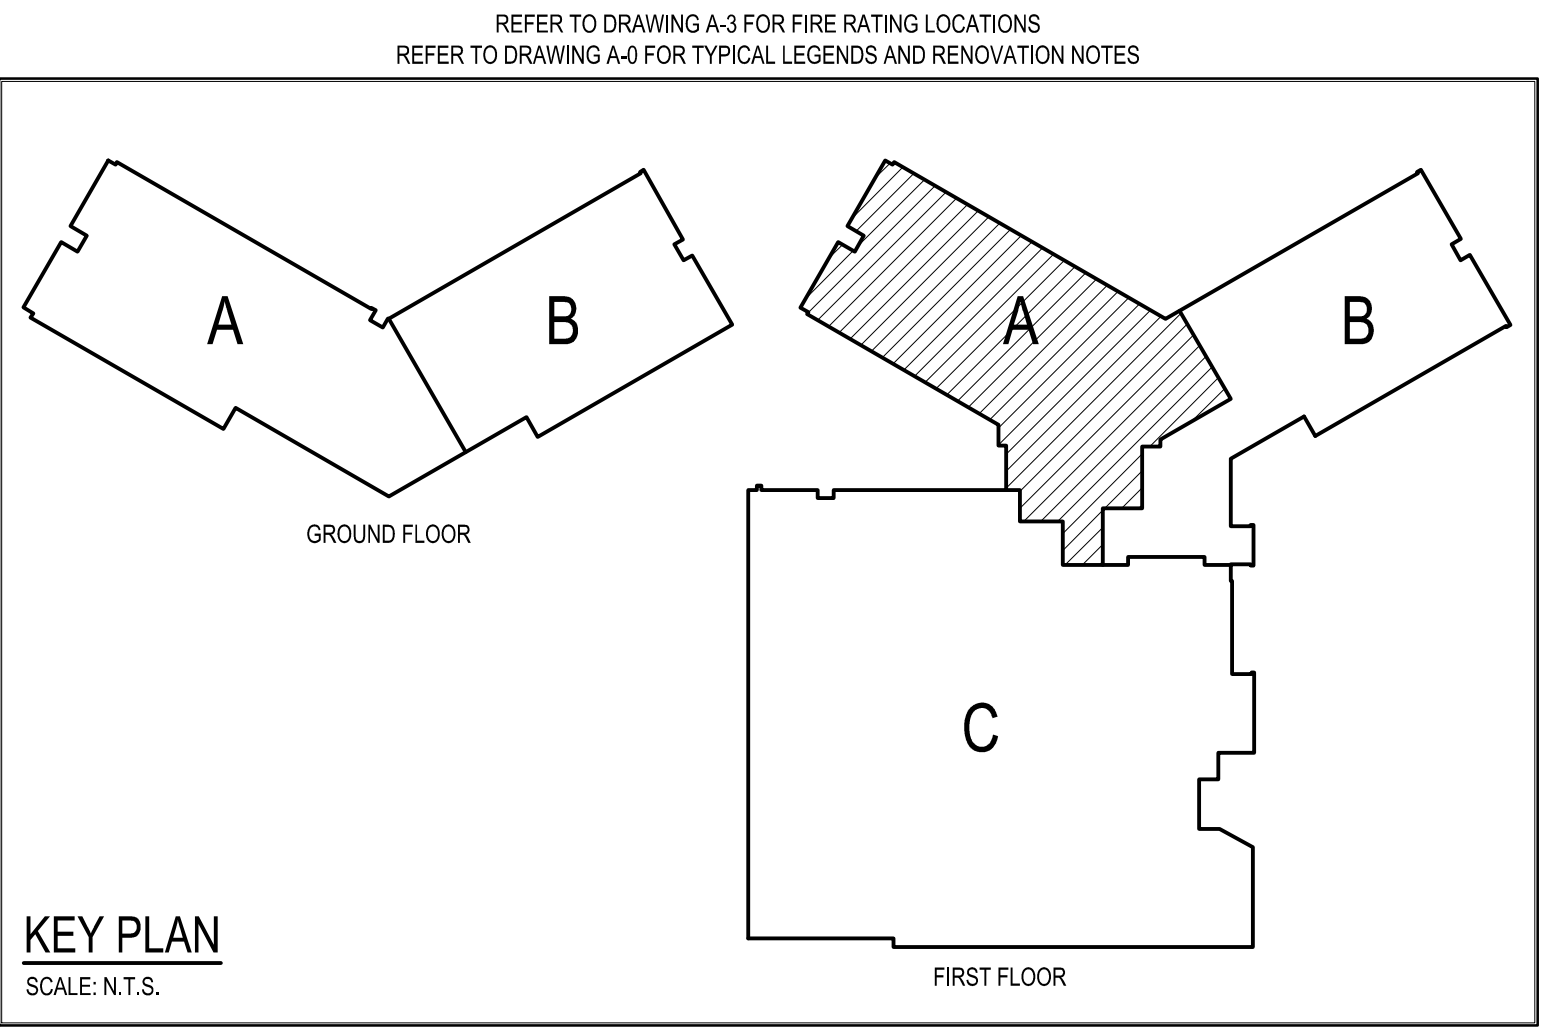 REFER TO DRAWING A-3 FOR FIRE RATING LOCATIONS
REFER TO DRAWING A-0 FOR TYPICAL LEGENDS AND RENOVATION NOTES
A
B
GROUND FLOOR
A
B
C
FIRST FLOOR
KEY PLAN
SCALE: N.T.S.